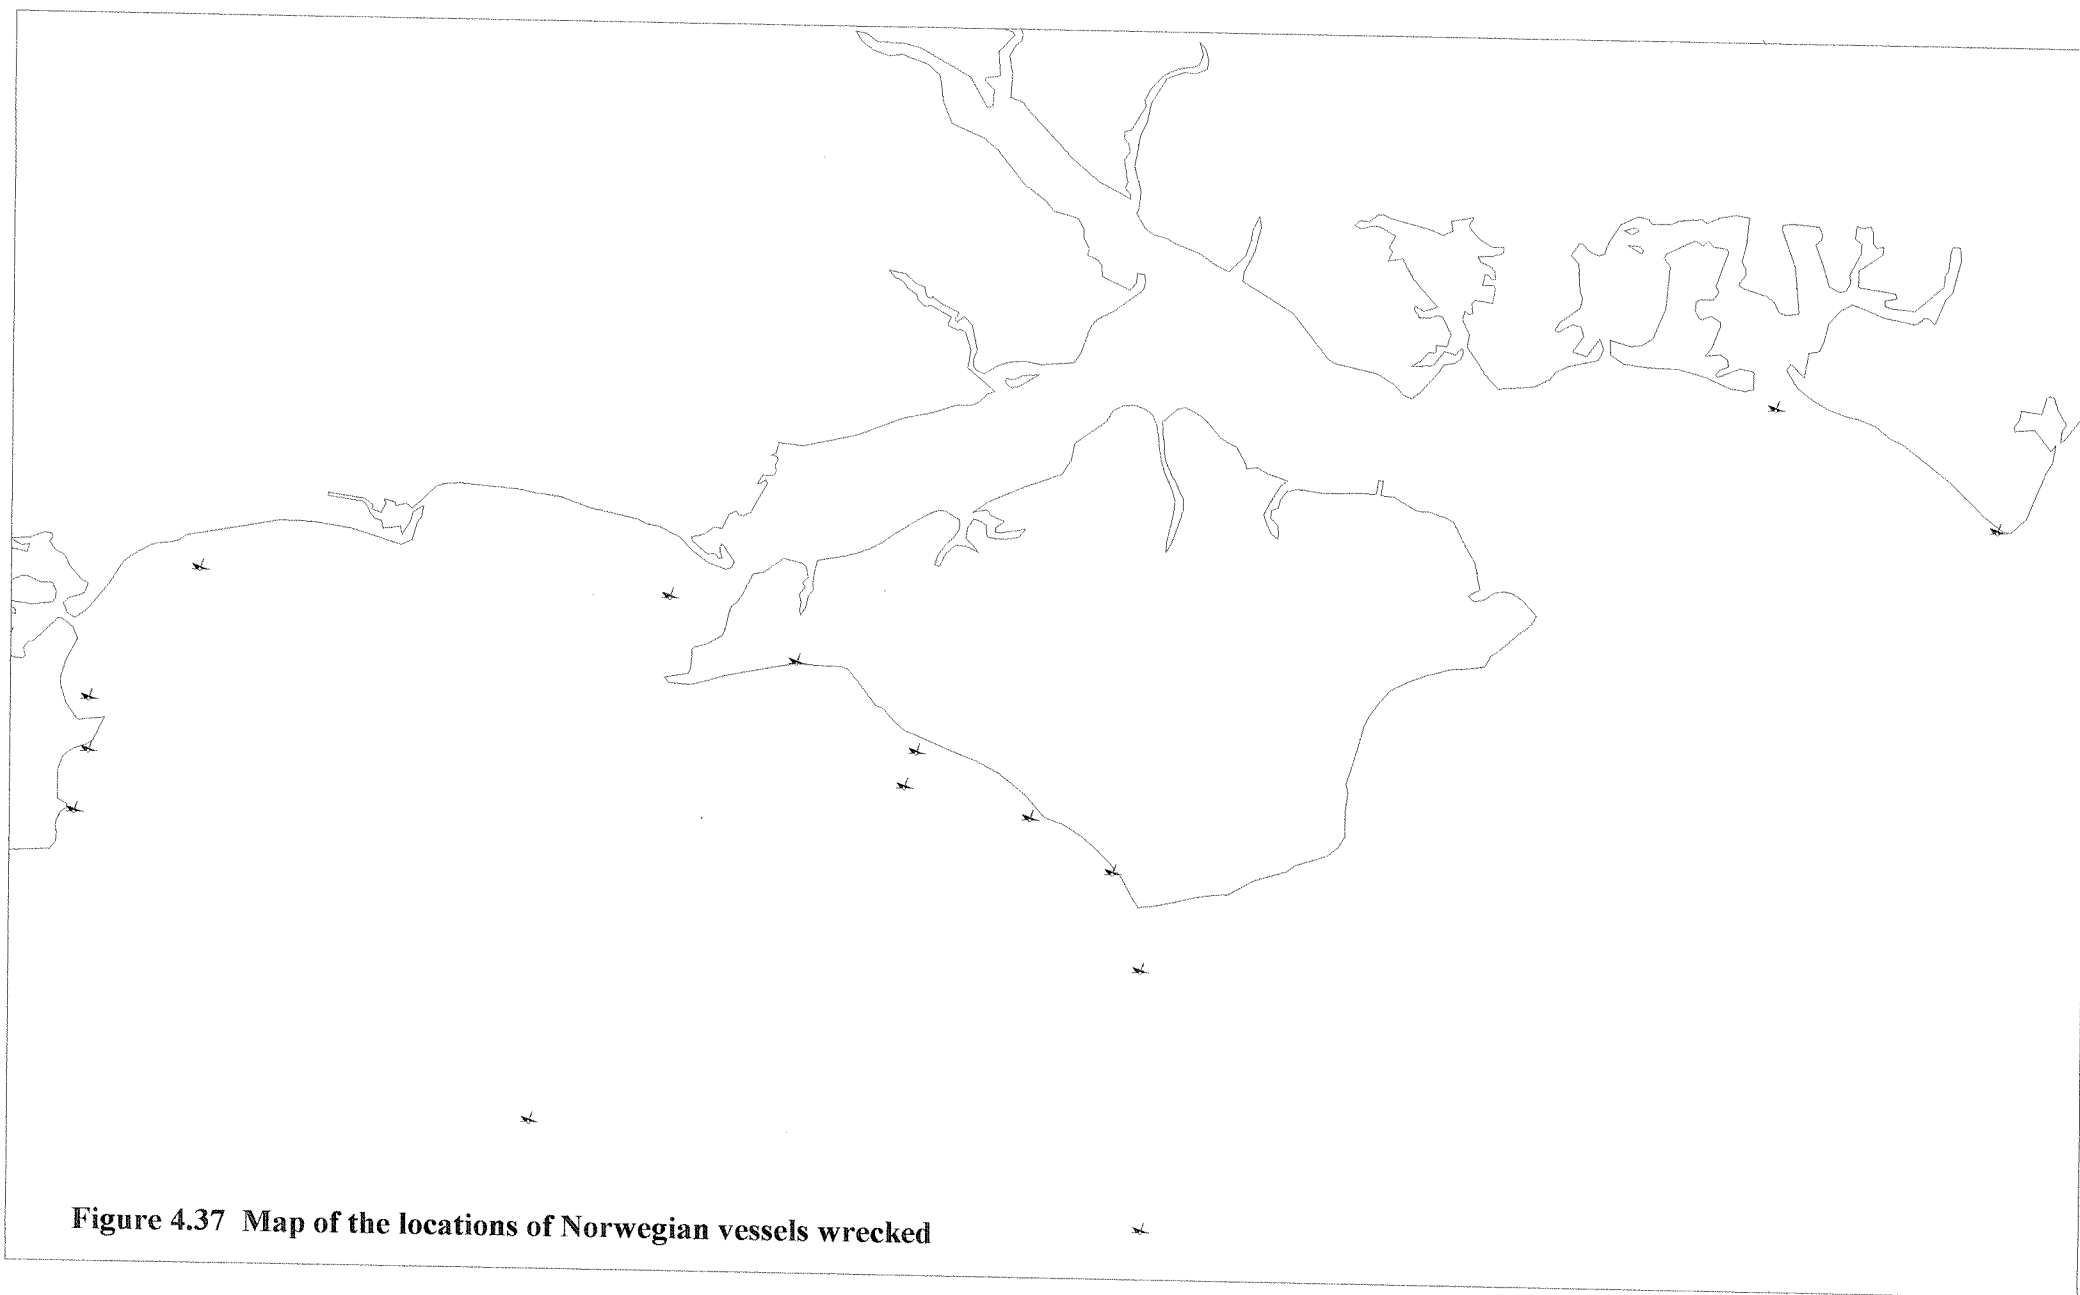 Figure 4.37 Map of the locations of Norwegian vessels wrecked